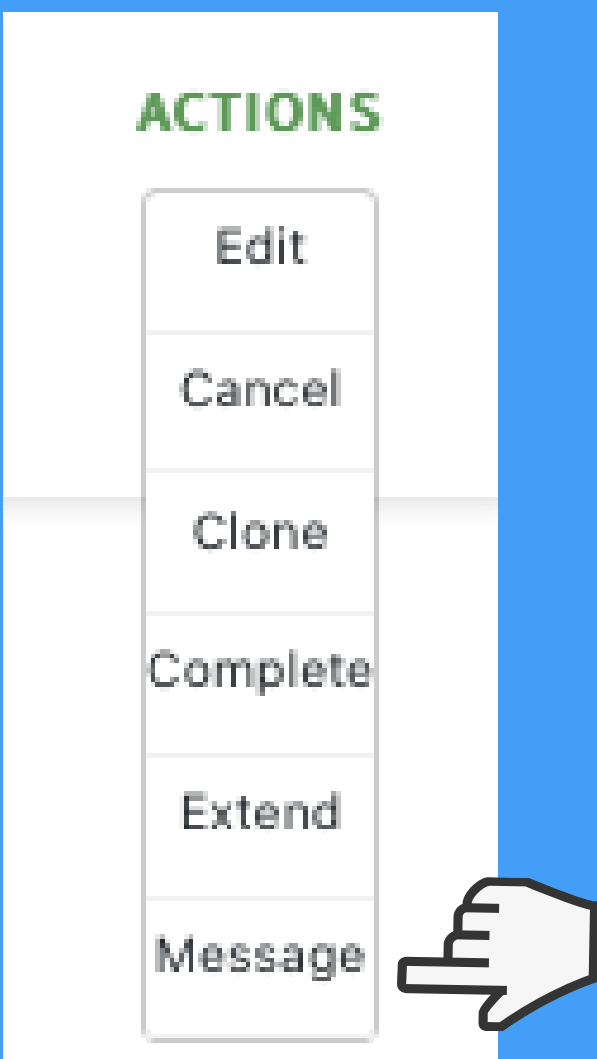 ACTIONS
Edit
Cancel
Clone
Complete
Extend
Message